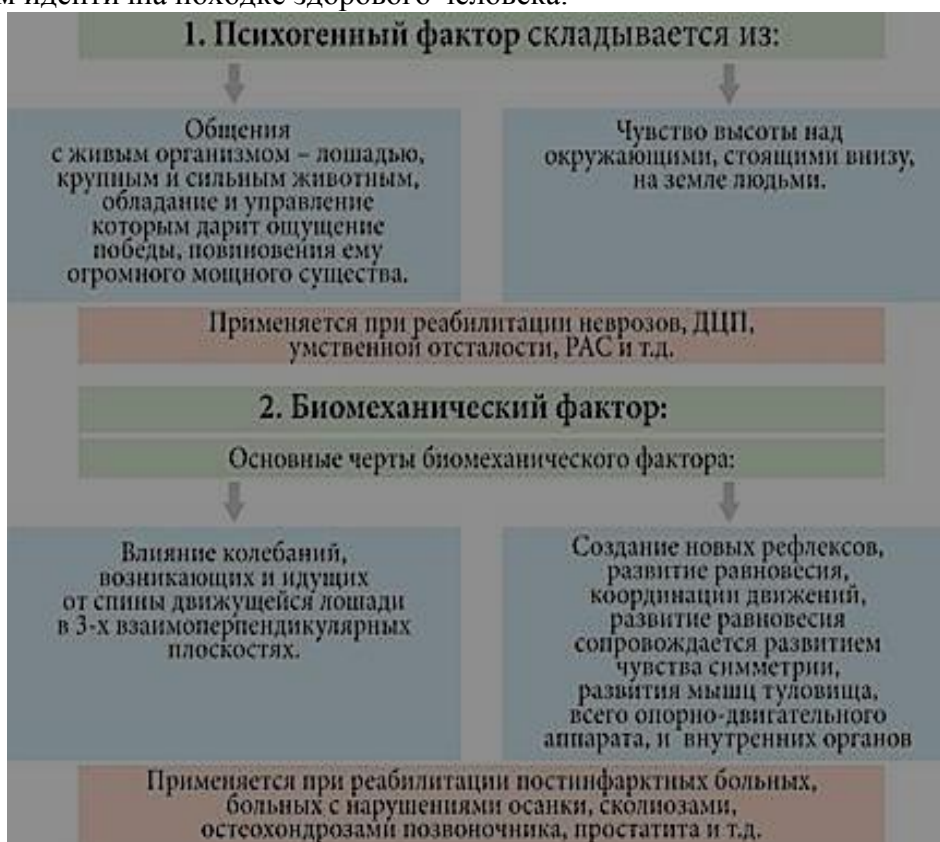 идентична походке здорового человека.
1. Психогенный фактор складывается из:
Общения
с живым организмом – лошадью,
крупным и сильным животным,
обладание и управление
которым дарит ощущение
победы, повиновения ему
огромного мощного существа.
Чувство высоты над
окружающими, стоящими внизу,
на земле людьми.
Применяется при реабилитации неврозов, ДЦП,
умственной отсталости, РАС и т.д.
2. Биомеханический фактор:
Основные черты биомеханического фактора:
Влияние колебаний,
возникающих и идущих
от спины движущейся лошади
в 3-х взаимоперпендикулярных
плоскостях.
Создание новых рефлексов,
развитие равновесия,
координации движений,
развитие равновесия
сопровождается развитием
чувства симметрии,
развития мышц туловища,
всего опорно-двигательного
аппарата, и внутренних органов
Применяется при реабилитации постинфарктных больных,
больных с нарушениями осанки, сколиозами,
остеохондрозами позвоночника, простатита и т.д.